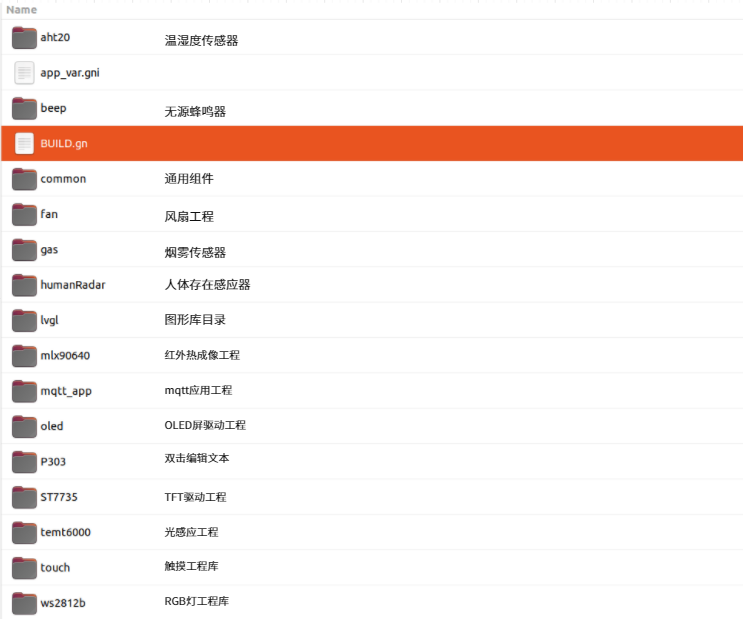 Name
aht20 温湿度传感器
app_var.gni
beep 无源蜂鸣器
BUILD.gn
common 通用组件
fan 风扇工程
gas 烟雾传感器
humanRadar 人体存在感应器
lvgl 图形库目录
mlx90640 红外热成像工程
mqtt_app mqtt应用工程
oled OLED屏驱动工程
P303 双击编辑文本
ST7735 TFT驱动工程
temt6000 光感应工程
touch 触摸工程库
ws2812b RGB灯工程库